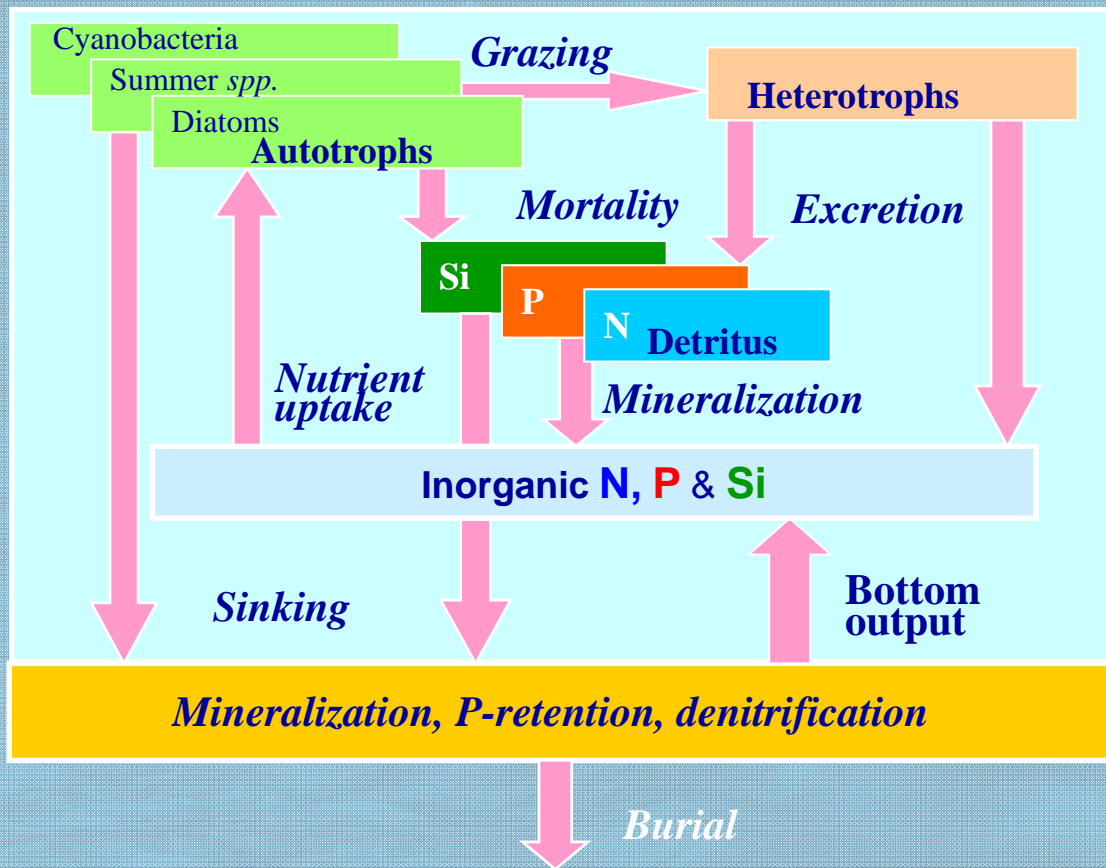 Cyanobacteria
Grazing
Summer spp.
Heterotrophs
Diatoms
Autotrophs
Mortality
Excretion
Si
P
N
Detritus
Nutrient
uptake
Mineralization
Inorganic N, P & Si
Sinking
Bottom
output
Mineralization, P-retention, denitrification
Burial